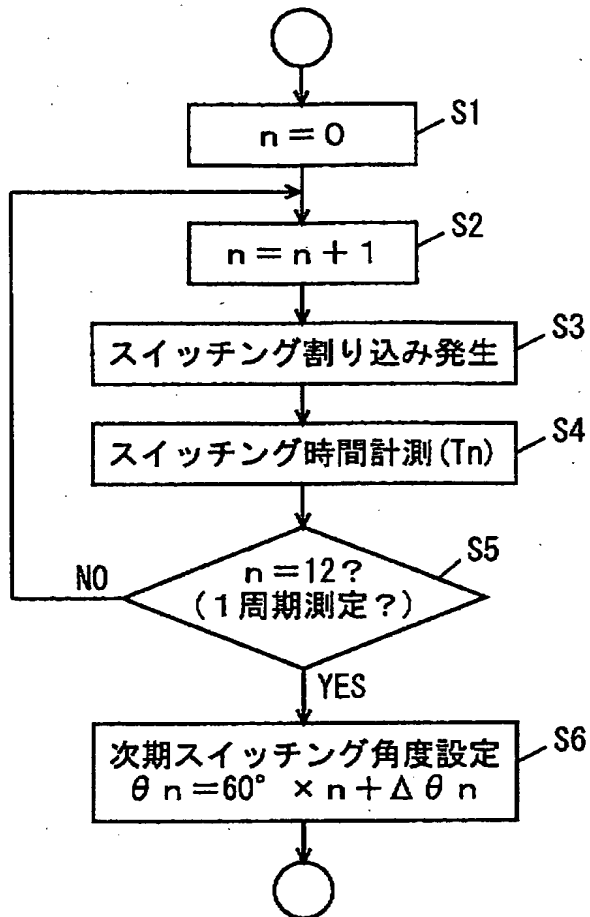 n=0
S1
n=n+1
S2
スイッチング割り込み発生
S3
スイッチング時間計測(Tn)
S4
n=12?
(1周期測定?)
S5
NO
YES
次期スイッチング角度設定
θn=60° ×n+Δθn
S6